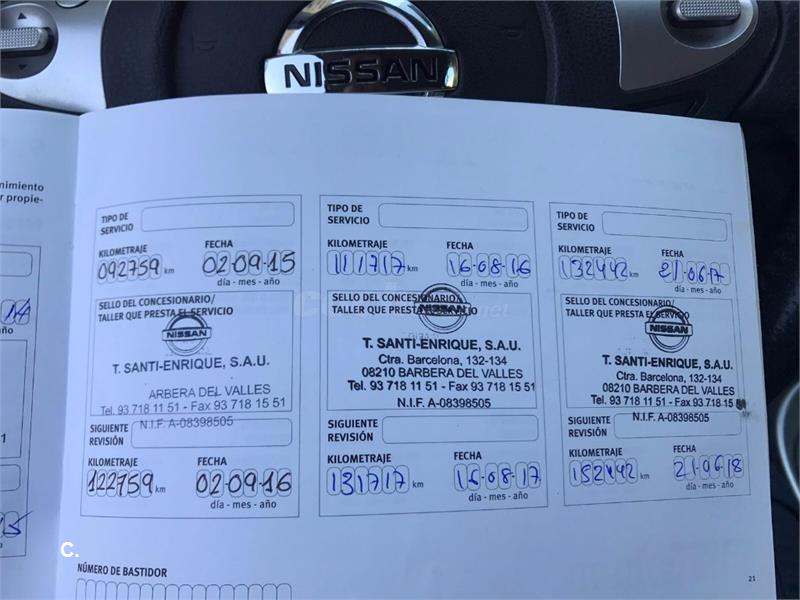 NISSAN
nimiento
r propie-
TIPO DE
SERVICIO
KILOMETRAJE FECHA
092759 km 02-09-15
día - mes - año
SELLO DEL CONCESIONARIO/
TALLER QUE PRESTA EL SERVICIO
NISSAN
T. SANTI-ENRIQUE, S.A.U.
ARBERA DEL VALLES
Tel. 93 718 11 51 - Fax 93 718 15 51
N.I.F. A-08398505
SIGUIENTE
REVISIÓN
KILOMETRAJE FECHA
122759 km 02-09-16
día - mes - año
TIPO DE
SERVICIO
KILOMETRAJE FECHA
111717 km 16-08-16
día - mes - año
SELLO DEL CONCESIONARIO/
TALLER QUE PRESTA EL SERVICIO
NISSAN
T. SANTI-ENRIQUE, S.A.U.
Ctra. Barcelona, 132-134
08210 BARBERA DEL VALLES
Tel. 93 718 11 51 - Fax 93 718 15 51
N.I.F. A-08398505
SIGUIENTE
REVISIÓN
KILOMETRAJE FECHA
131717 km 16-08-17
día - mes - año
TIPO DE
SERVICIO
KILOMETRAJE FECHA
132442 km 21-06-17
día - mes - año
SELLO DEL CONCESIONARIO/
TALLER QUE PRESTA EL SERVICIO
NISSAN
T. SANTI-ENRIQUE, S.A.U.
Ctra. Barcelona, 132-134
08210 BARBERA DEL VALLES
Tel. 93 718 11 51 - Fax 93 718 15 51
N.I.F. A-08398505
SIGUIENTE
REVISIÓN
KILOMETRAJE FECHA
152442 km 21-06-18
día - mes - año
NÚMERO DE BASTIDOR
21
C.